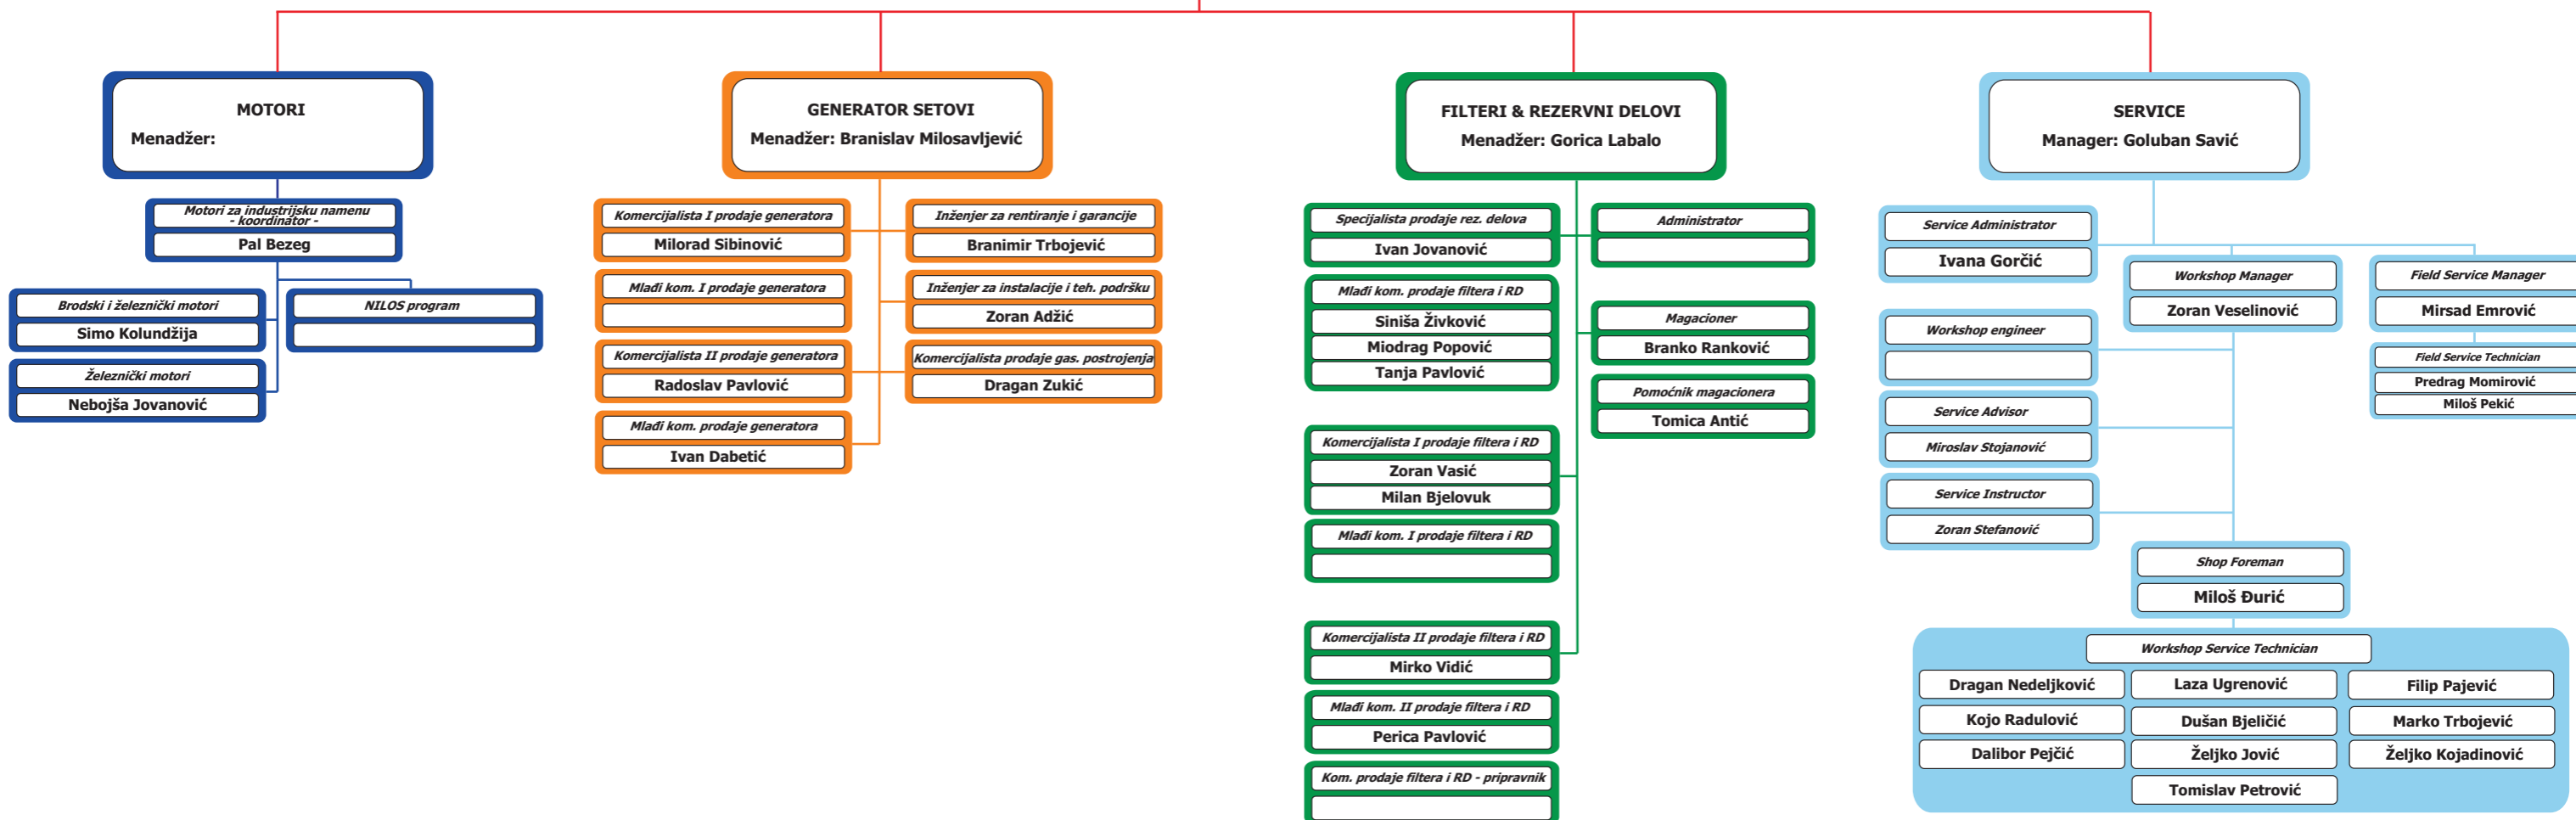 MOTORI
Menadžer:
Motori za industrijsku namenu
- koordinator -
Pal Bezeg
Brodski i železnički motori
Simo Kolundžija
Železnički motori
Nebojša Jovanović
NILOS program
GENERATOR SETOVI
Menadžer: Branislav Milosavljević
Komercijalista I prodaje generatora
Milorad Sibinović
Mlađi kom. I prodaje generatora
Komercijalista II prodaje generatora
Radoslav Pavlović
Mlađi kom. prodaje generatora
Ivan Dabetić
Inženjer za rentiranje i garancije
Branimir Trbojević
Inženjer za instalacije i teh. podršku
Zoran Adžić
Komercijalista prodaje gas. postrojenja
Dragan Zukić
FILTERI & REZERVNI DELOVI
Menadžer: Gorica Labalo
Specijalista prodaje rez. delova
Ivan Jovanović
Mlađi kom. prodaje filtera i RD
Siniša Živković
Miodrag Popović
Tanja Pavlović
Komercijalista I prodaje filtera i RD
Zoran Vasić
Milan Bjelovuk
Mlađi kom. I prodaje filtera i RD
Komercijalista II prodaje filtera i RD
Mirko Vidić
Mlađi kom. II prodaje filtera i RD
Perica Pavlović
Kom. prodaje filtera i RD - pripravnik
Administrator
Magacioner
Branko Ranković
Pomoćnik magacionera
Tomica Antić
SERVICE
Manager: Goluban Savić
Service Administrator
Ivana Gorčić
Workshop Manager
Zoran Veselinović
Field Service Manager
Mirsad Emrović
Field Service Technician
Predrag Momirović
Miloš Pekić
Workshop engineer
Service Advisor
Miroslav Stojanović
Service Instructor
Zoran Stefanović
Shop Foreman
Miloš Đurić
Workshop Service Technician
Dragan Nedeljković
Laza Ugrenović
Filip Pajević
Kojo Radulović
Dušan Bjeličić
Marko Trbojević
Dalibor Pejčić
Željko Jović
Željko Kojadinović
Tomislav Petrović